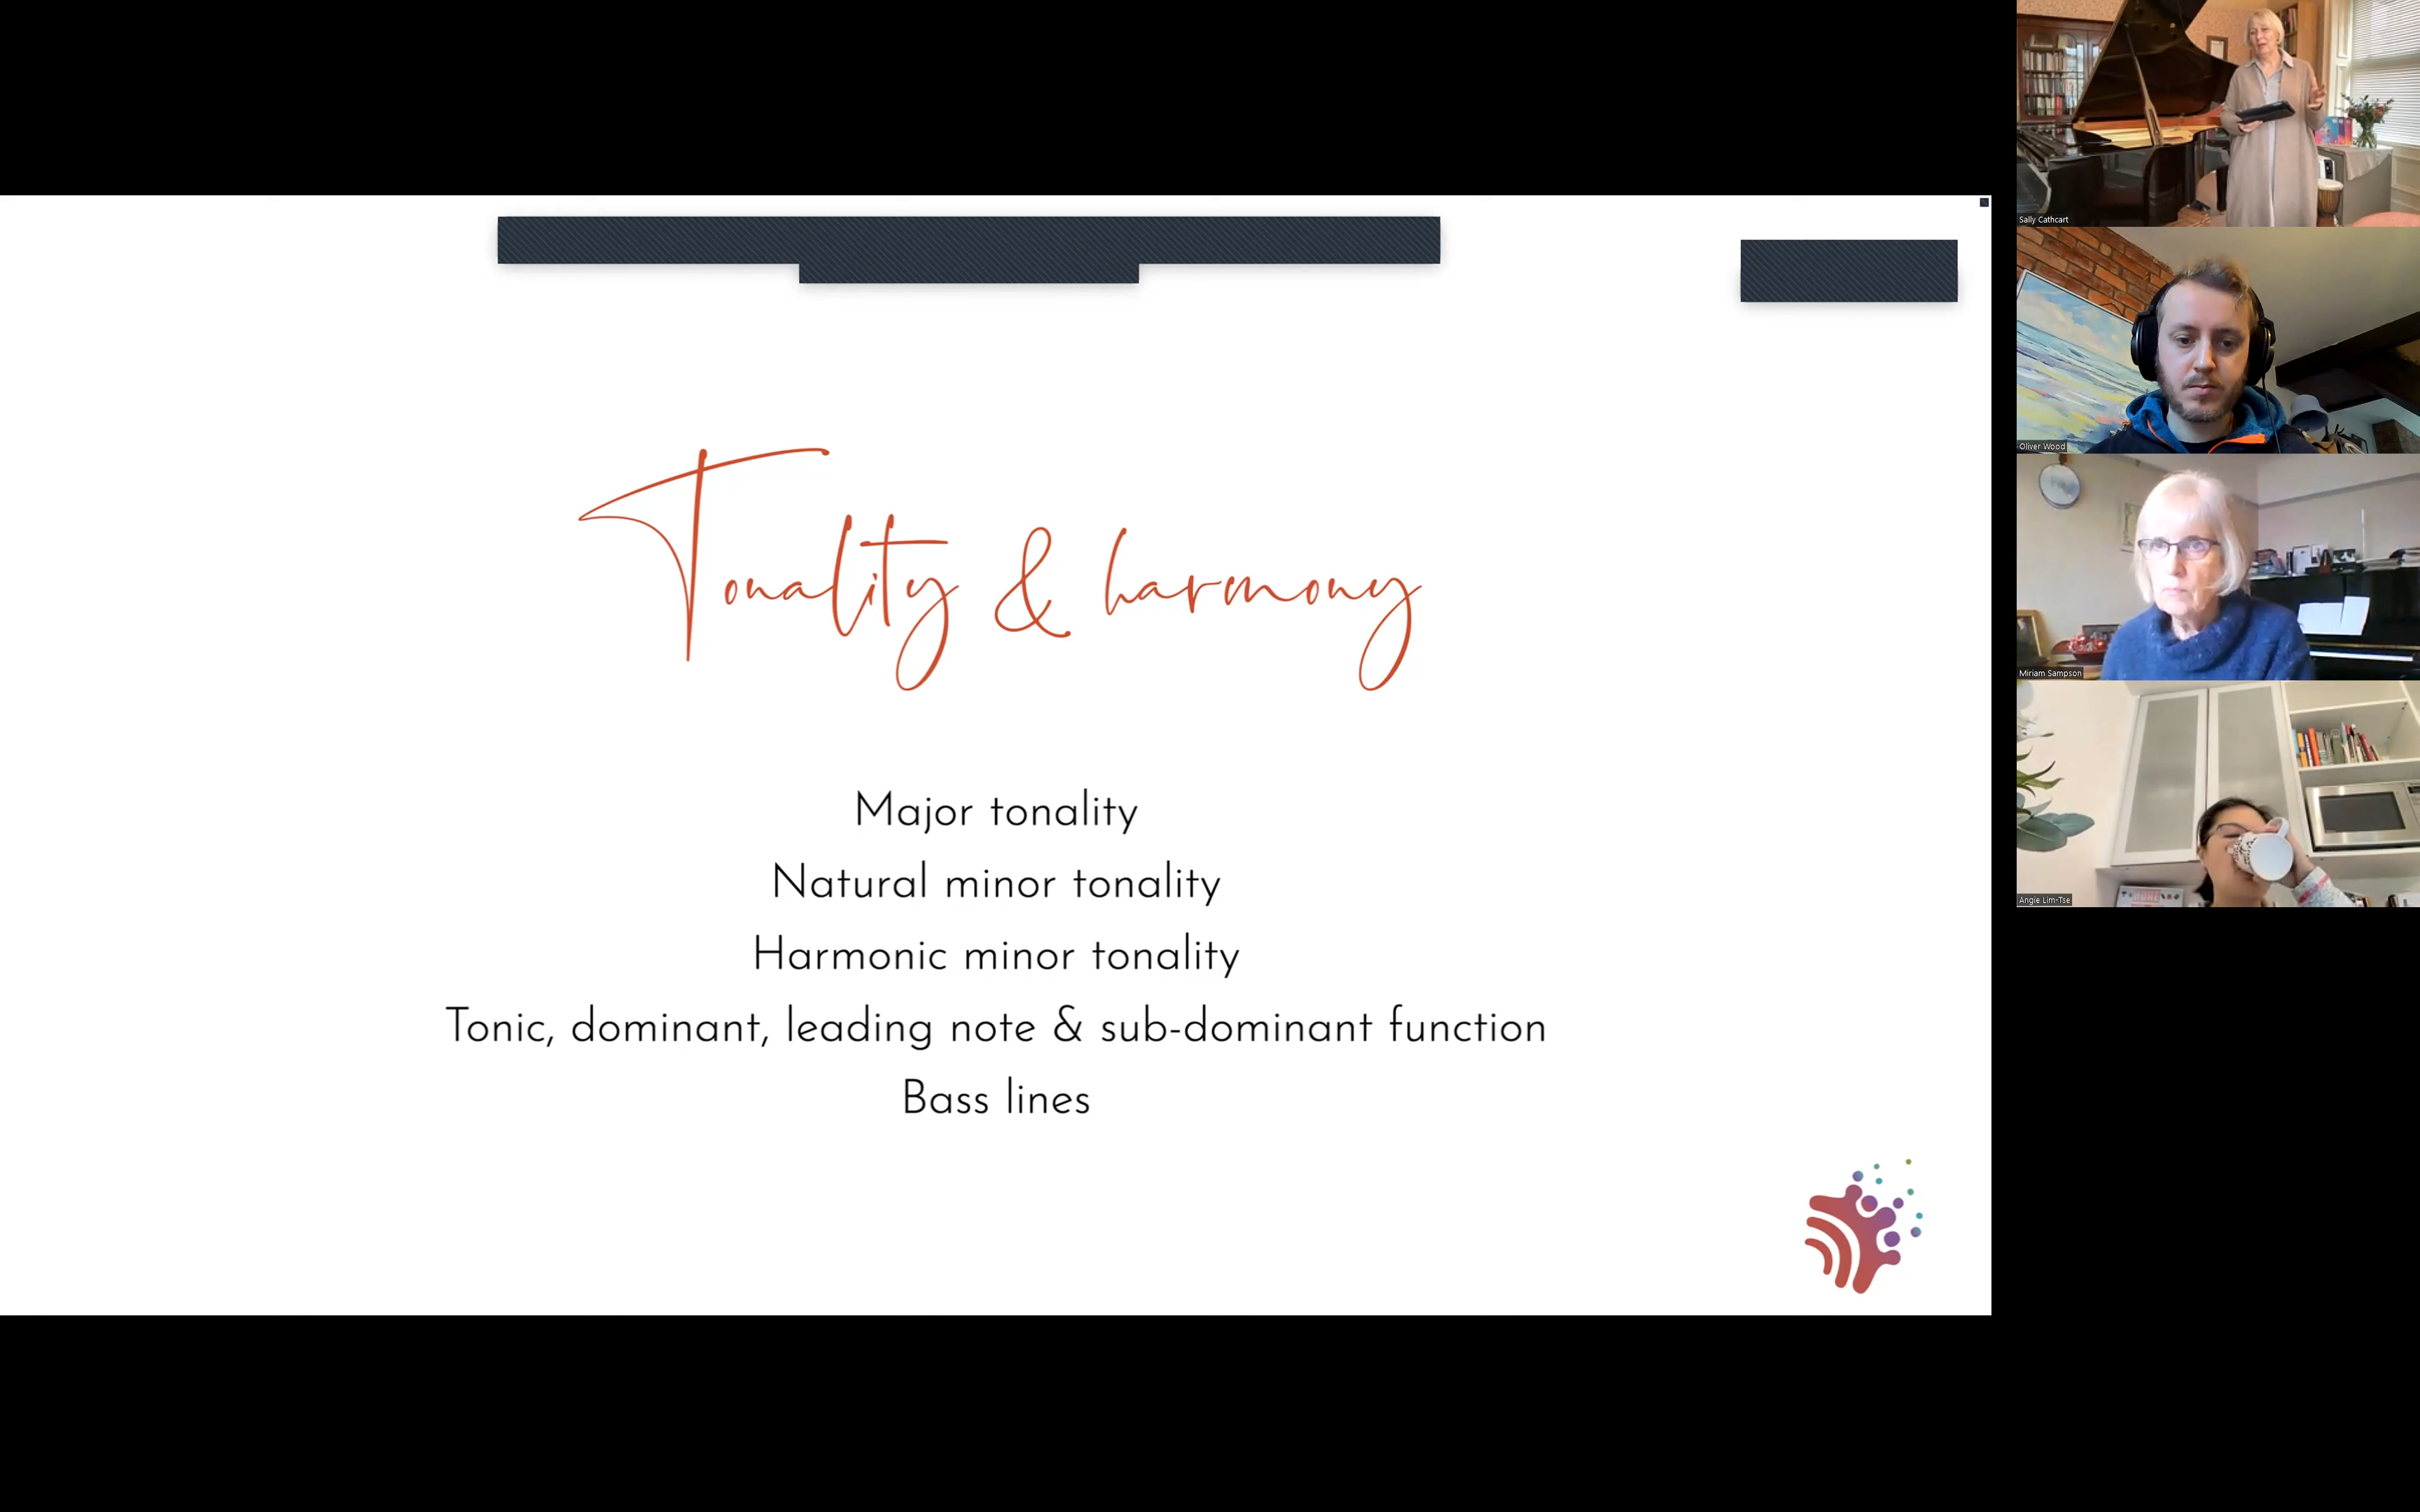 Tonality & harmony
Major tonality
Natural minor tonality
Harmonic minor tonality
Tonic, dominant, leading note & sub-dominant function
Bass lines
Sally Cathcart
Oliver Wood
Miriam Sampson
Angie Lim-Tse